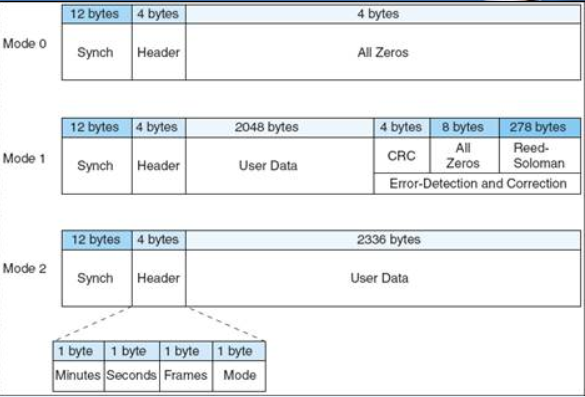 12 bytes 4 bytes 4 bytes
Mode 0
Synch Header All Zeros
12 bytes 4 bytes 2048 bytes 4 bytes 8 bytes 278 bytes
Mode 1
Synch Header User Data CRC All Zeros Reed-Soloman
Error-Detection and Correction
12 bytes 4 bytes 2336 bytes
Mode 2
Synch Header User Data
1 byte 1 byte 1 byte 1 byte
Minutes Seconds Frames Mode